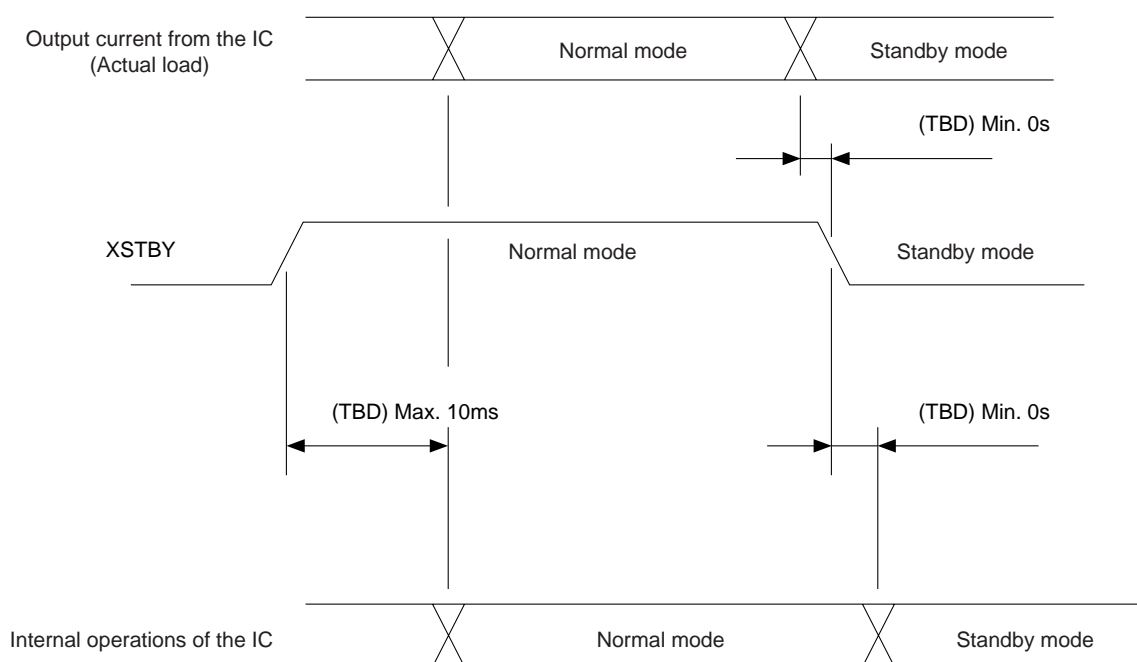 Output current from the IC
(Actual load)
Normal mode
Standby mode
(TBD) Min. 0s
XSTBY
Normal mode
Standby mode
(TBD) Max. 10ms
(TBD) Min. 0s
Internal operations of the IC
Normal mode
Standby mode